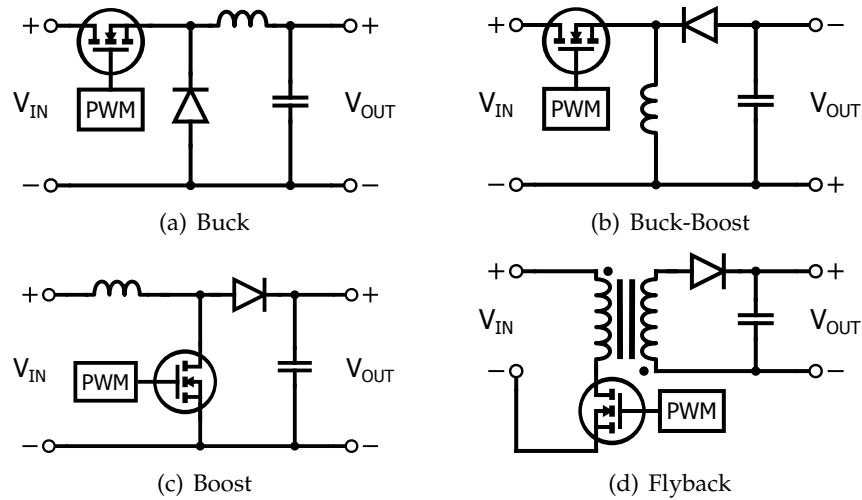 + + + −
V_IN PWM V_OUT V_IN PWM V_OUT
− − − +
(a) Buck (b) Buck-Boost
+ + + +
V_IN PWM V_OUT V_IN V_OUT
− −
− − PWM
(c) Boost (d) Flyback